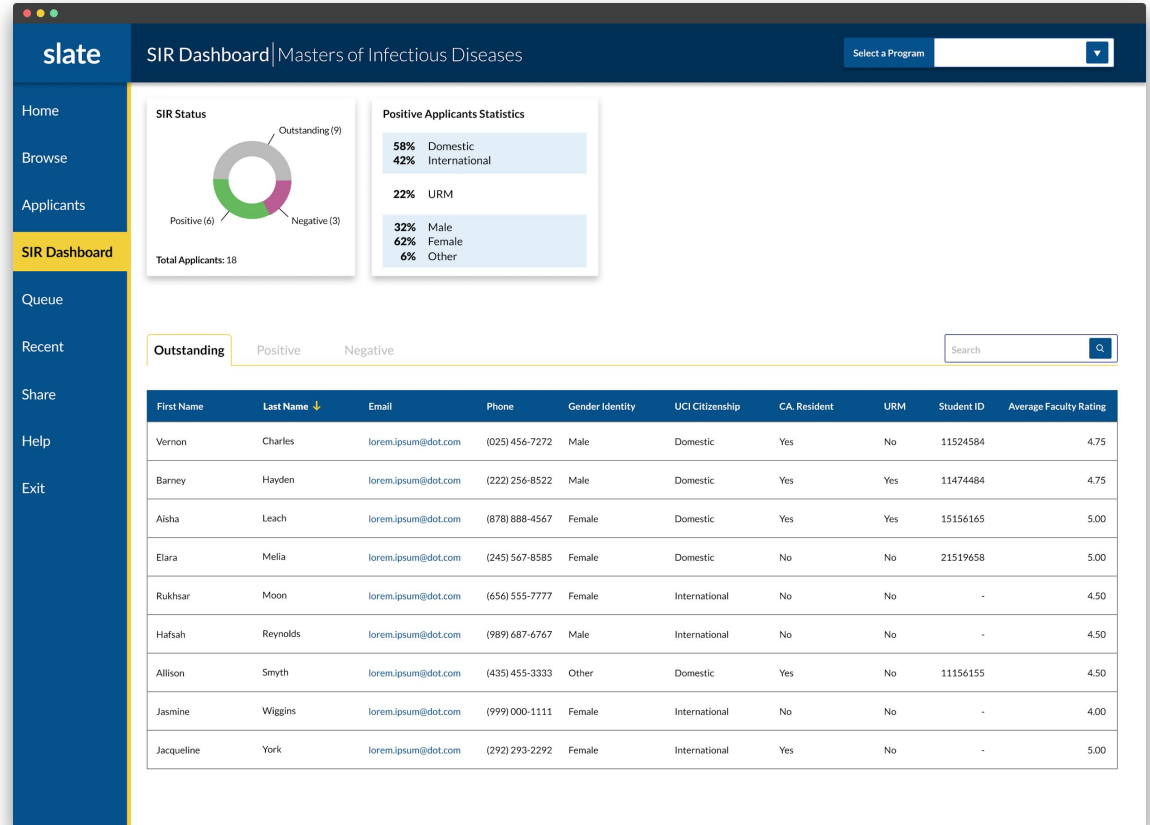 slate
SIR Dashboard|Masters of Infectious Diseases
Select a Program
Home
Browse
Applicants
SIR Dashboard
Queue
Recent
Share
Help
Exit
SIR Status
Outstanding (9)
Positive (6)
Negative (3)
Total Applicants: 18
Positive Applicants Statistics
58% Domestic
42% International
22% URM
32% Male
62% Female
6% Other
Outstanding Positive Negative
Search
First Name Last Name ↓ Email Phone Gender Identity UCI Citizenship CA. Resident URM Student ID Average Faculty Rating
Vernon Charles lorem.ipsum@dot.com (025) 456-7272 Male Domestic Yes No 11524584 4.75
Barney Hayden lorem.ipsum@dot.com (222) 256-8522 Male Domestic Yes Yes 11474484 4.75
Aisha Leach lorem.ipsum@dot.com (878) 888-4567 Female Domestic Yes Yes 15156165 5.00
Elara Melia lorem.ipsum@dot.com (245) 567-8585 Female Domestic No No 21519658 5.00
Rukhsar Moon lorem.ipsum@dot.com (656) 555-7777 Female International No No - 4.50
Hafsah Reynolds lorem.ipsum@dot.com (989) 687-6767 Male International No No - 4.50
Allison Smyth lorem.ipsum@dot.com (435) 455-3333 Other Domestic Yes No 11156155 4.50
Jasmine Wiggins lorem.ipsum@dot.com (999) 000-1111 Female International No No - 4.00
Jacqueline York lorem.ipsum@dot.com (292) 293-2292 Female International Yes No - 5.00